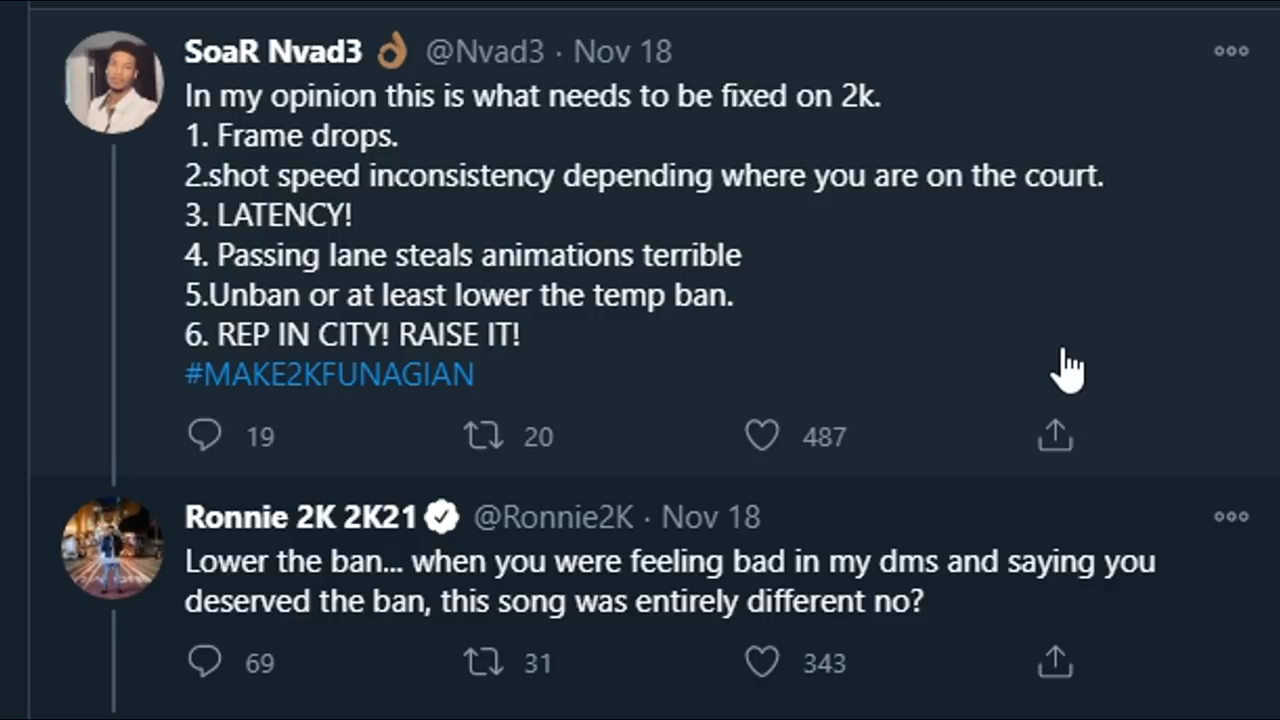 SoaR Nvad3 👌🏾 @Nvad3 · Nov 18
In my opinion this is what needs to be fixed on 2k.
1. Frame drops.
2.shot speed inconsistency depending where you are on the court.
3. LATENCY!
4. Passing lane steals animations terrible
5.Unban or at least lower the temp ban.
6. REP IN CITY! RAISE IT!
#MAKE2KFUNAGIAN
19 20 487
Ronnie 2K 2K21 @Ronnie2K · Nov 18
Lower the ban... when you were feeling bad in my dms and saying you
deserved the ban, this song was entirely different no?
69 31 343